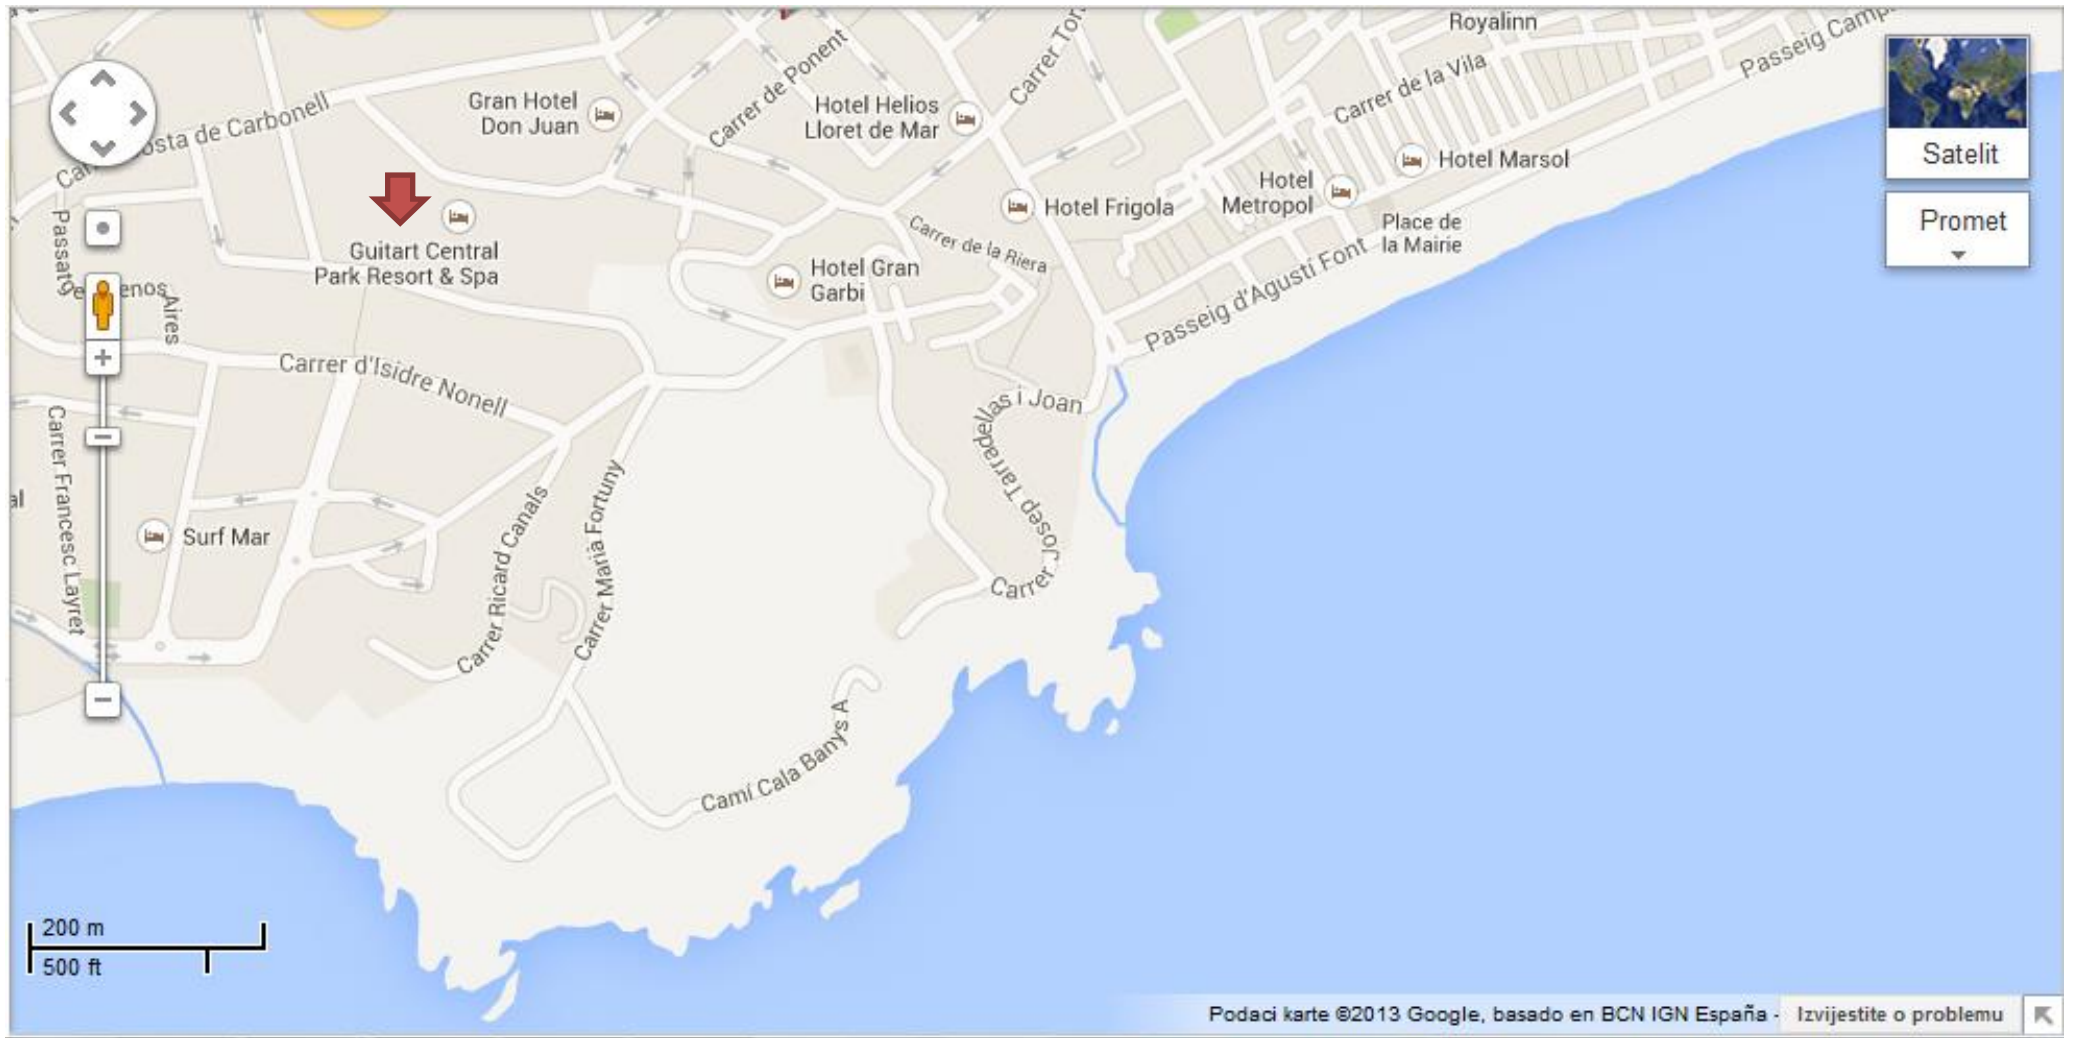 Royalinn
Passeig Camp
Carrer de la Vila
Carrer Tor
Carrer de Ponent
Gran Hotel
Don Juan
Hotel Helios
Lloret de Mar
Satelit
Hotel Marsol
osta de Carbonell
Hotel
Metropol
Hotel Frigola
Place de
la Mairie
Promet
Carrer de la Riera
Guitart Central
Park Resort & Spa
Hotel Gran
Garbi
enos
Aires
Passeig d'Agustí Font
Carrer d'Isidre Nonell
Carrer Josep Tarradellas i Joan
Carrer Francesc Layret
al
Surf Mar
Carrer Ricard Canals
Carrer Marià Fortuny
Camí Cala Banys A
200 m
500 ft
Podaci karte ©2013 Google, basado en BCN IGN España -
Izvijestite o problemu